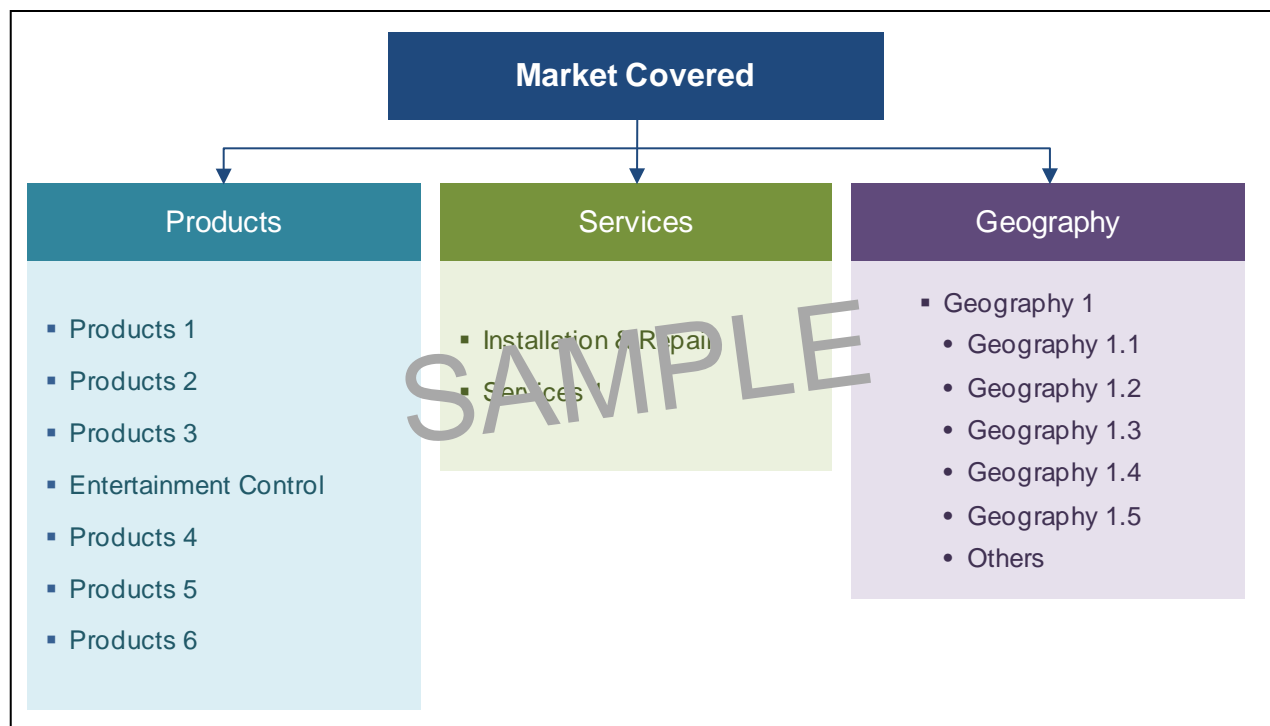 Market Covered
Products
Products 1
Products 2
Products 3
Entertainment Control
Products 4
Products 5
Products 6
Services
Installation & Repair
Services 1
Geography
Geography 1
Geography 1.1
Geography 1.2
Geography 1.3
Geography 1.4
Geography 1.5
Others
SAMPLE